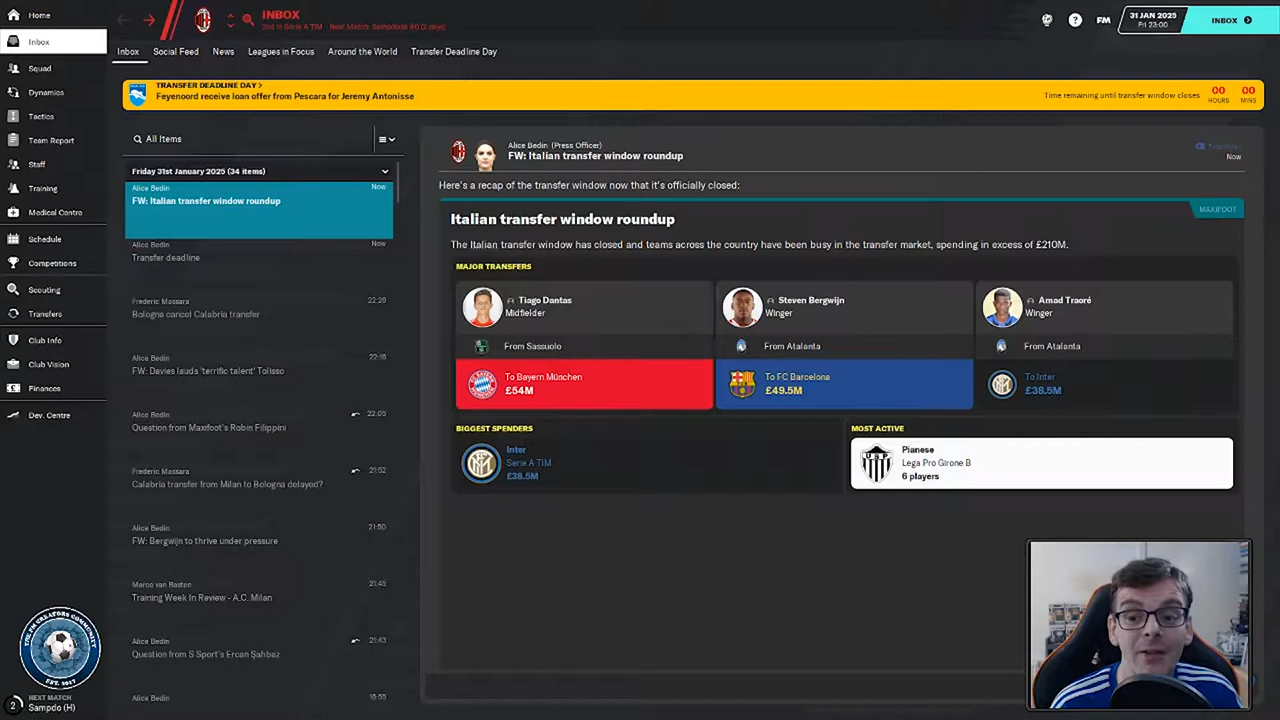 Home
Inbox
Squad
Dynamics
Tactics
Team Report
Staff
Training
Medical Centre
Schedule
Competitions
Scouting
Transfers
Club Info
Club Vision
Finances
Dev. Centre
NEXT MATCH
2 Sampdo (H)
INBOX
2nd in Serie A TIM - Next Match: Sampdoria (H) (2 days)
FM
31 JAN 2025
Fri 23:00
INBOX
Inbox Social Feed News Leagues in Focus Around the World Transfer Deadline Day
TRANSFER DEADLINE DAY >
Feyenoord receive loan offer from Pescara for Jeremy Antonisse
Time remaining until transfer window closes
00 00
HOURS MINS
All Items
Friday 31st January 2025 (34 items)
Alice Bedin Now
FW: Italian transfer window roundup
Alice Bedin Now
Transfer deadline
Frederic Massara 22:26
Bologna cancel Calabria transfer
Alice Bedin 22:16
FW: Davies lauds 'terrific talent' Tolisso
Alice Bedin 22:05
Question from Maxifoot's Robin Filippini
Frederic Massara 21:52
Calabria transfer from Milan to Bologna delayed?
Alice Bedin 21:50
FW: Bergwijn to thrive under pressure
Marco van Basten 21:45
Training Week In Review - A.C. Milan
Alice Bedin 21:43
Question from S Sport's Ercan Şahbaz
Alice Bedin 18:55
Alice Bedin (Press Officer)
FW: Italian transfer window roundup
Transfers
Now
Here's a recap of the transfer window now that it's officially closed:
MAXIFOOT
Italian transfer window roundup
The Italian transfer window has closed and teams across the country have been busy in the transfer market, spending in excess of £210M.
MAJOR TRANSFERS
Tiago Dantas
Midfielder
From Sassuolo
To Bayern München
£54M
Steven Bergwijn
Winger
From Atalanta
To FC Barcelona
£49.5M
Amad Traoré
Winger
From Atalanta
To Inter
£38.5M
BIGGEST SPENDERS
Inter
Serie A TIM
£38.5M
MOST ACTIVE
Pianese
Lega Pro Girone B
6 players